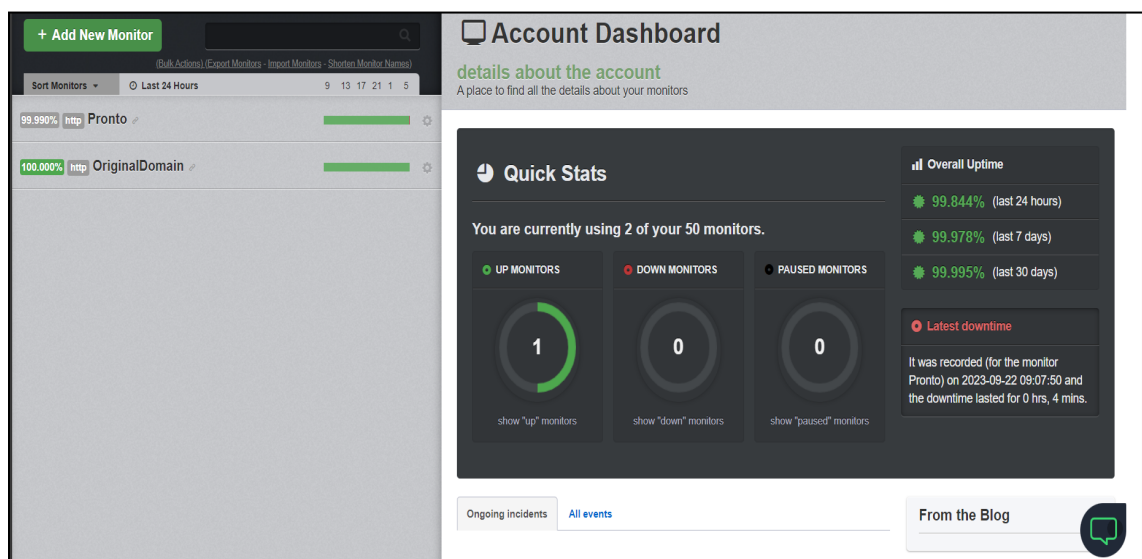 + Add New Monitor
(Bulk Actions) (Export Monitors - Import Monitors - Shorten Monitor Names)
Sort Monitors Last 24 Hours 9 13 17 21 1 5
99.990% http Pronto
100.000% http OriginalDomain
Account Dashboard
details about the account
A place to find all the details about your monitors
Quick Stats
You are currently using 2 of your 50 monitors.
UP MONITORS
1
show "up" monitors
DOWN MONITORS
0
show "down" monitors
PAUSED MONITORS
0
show "paused" monitors
Overall Uptime
99.844% (last 24 hours)
99.978% (last 7 days)
99.995% (last 30 days)
Latest downtime
It was recorded (for the monitor
Pronto) on 2023-09-22 09:07:50 and
the downtime lasted for 0 hrs, 4 mins.
Ongoing incidents All events
From the Blog